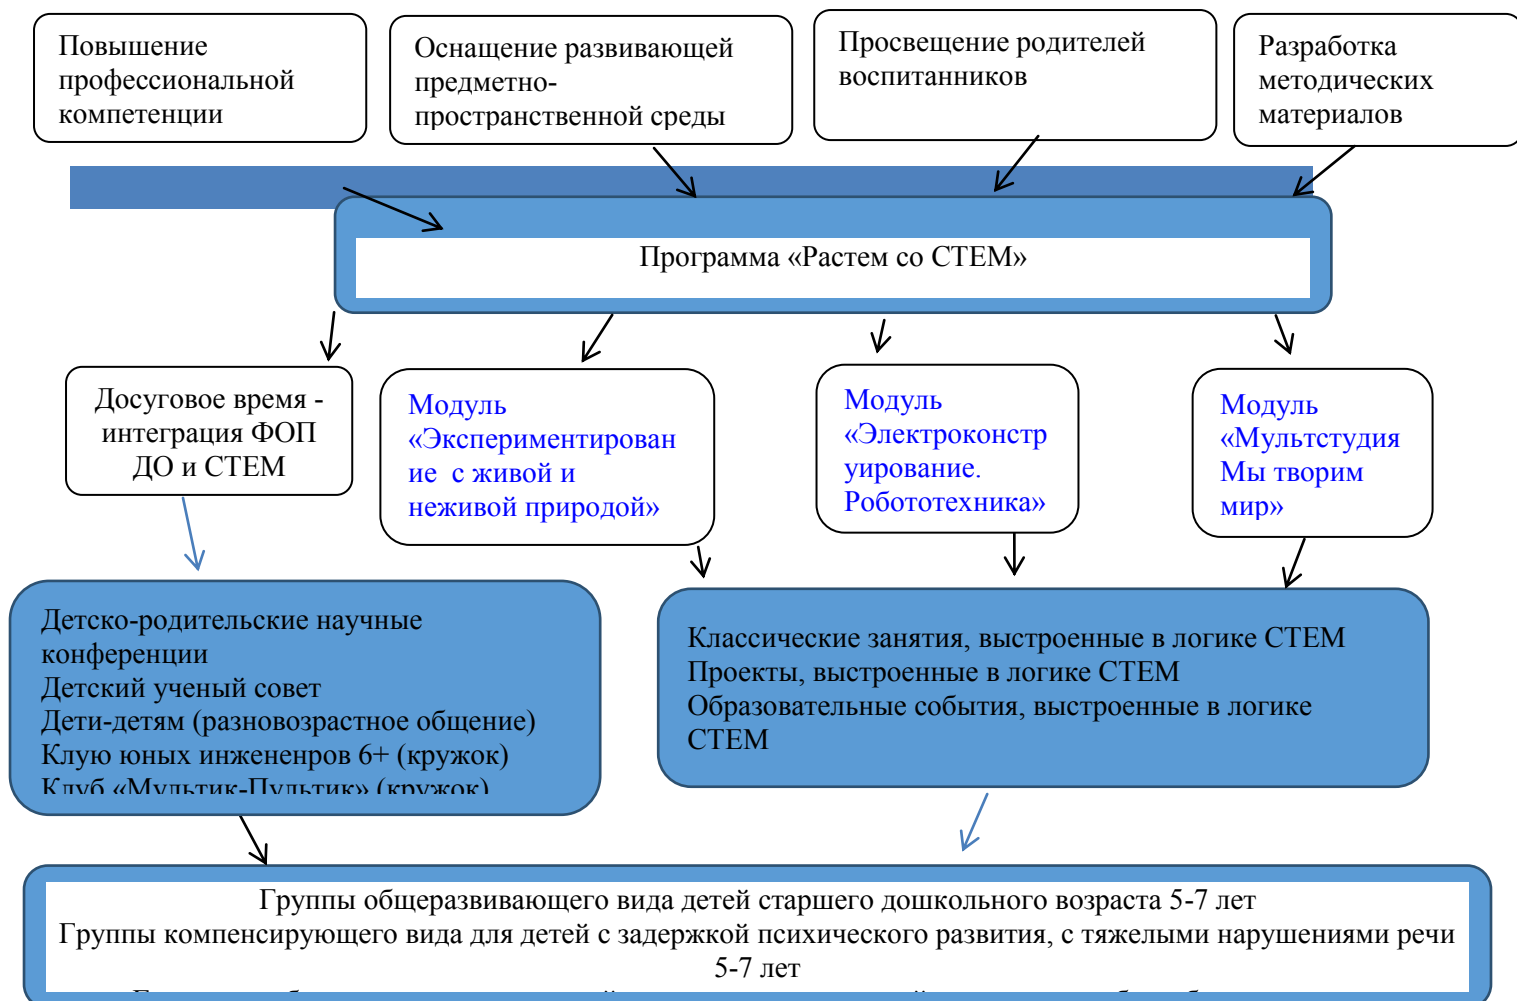 Повышение
профессиональной
компетенции
Оснащение развивающей
предметно-
пространственной среды
Просвещение родителей
воспитанников
Разработка
методических
материалов
Программа «Растем со СТЕМ»
Досуговое время -
интеграция ФОП
ДО и СТЕМ
Модуль
«Экспериментирован
ие с живой и
неживой природой»
Модуль
«Электроконстр
уирование.
Робототехника»
Модуль
«Мультстудия
Мы творим
мир»
Детско-родительские научные
конференции
Детский ученый совет
Дети-детям (разновозрастное общение)
Клую юных инжененров 6+ (кружок)
Клуб «Мультик-Пультик» (кружок)
Классические занятия, выстроенные в логике СТЕМ
Проекты, выстроенные в логике СТЕМ
Образовательные события, выстроенные в логике
СТЕМ
Группы общеразвивающего вида детей старшего дошкольного возраста 5-7 лет
Группы компенсирующего вида для детей с задержкой психического развития, с тяжелыми нарушениями речи
5-7 лет